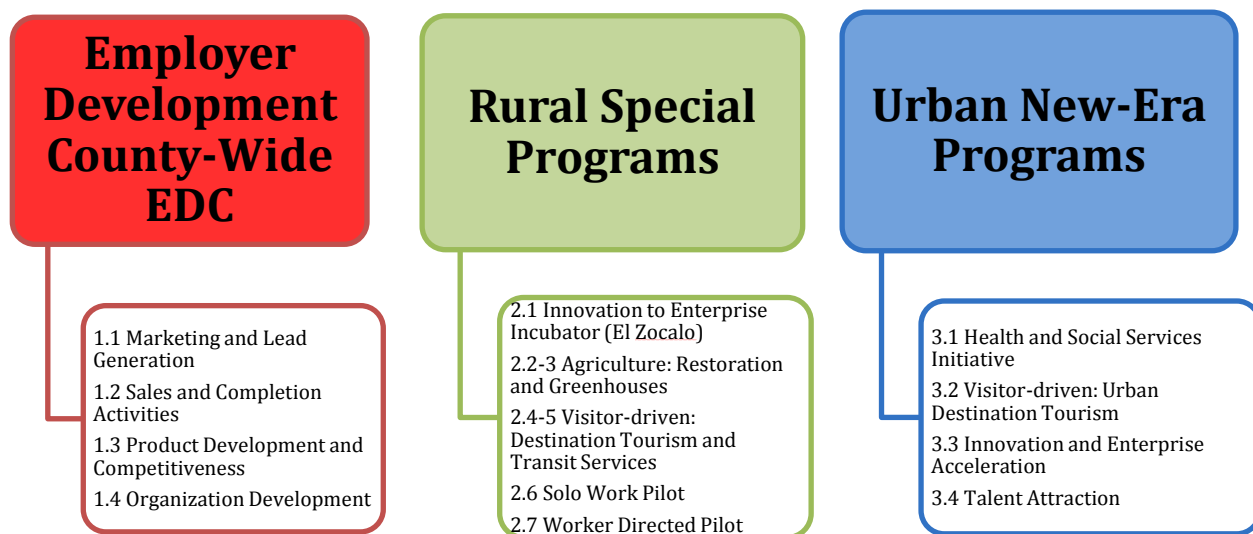 Employer
Development
County-Wide
EDC
1.1 Marketing and Lead
Generation
1.2 Sales and Completion
Activities
1.3 Product Development and
Competitiveness
1.4 Organization Development
Rural Special
Programs
2.1 Innovation to Enterprise
Incubator (El Zocalo)
2.2-3 Agriculture: Restoration
and Greenhouses
2.4-5 Visitor-driven:
Destination Tourism and
Transit Services
2.6 Solo Work Pilot
2.7 Worker Directed Pilot
Urban New-Era
Programs
3.1 Health and Social Services
Initiative
3.2 Visitor-driven: Urban
Destination Tourism
3.3 Innovation and Enterprise
Acceleration
3.4 Talent Attraction